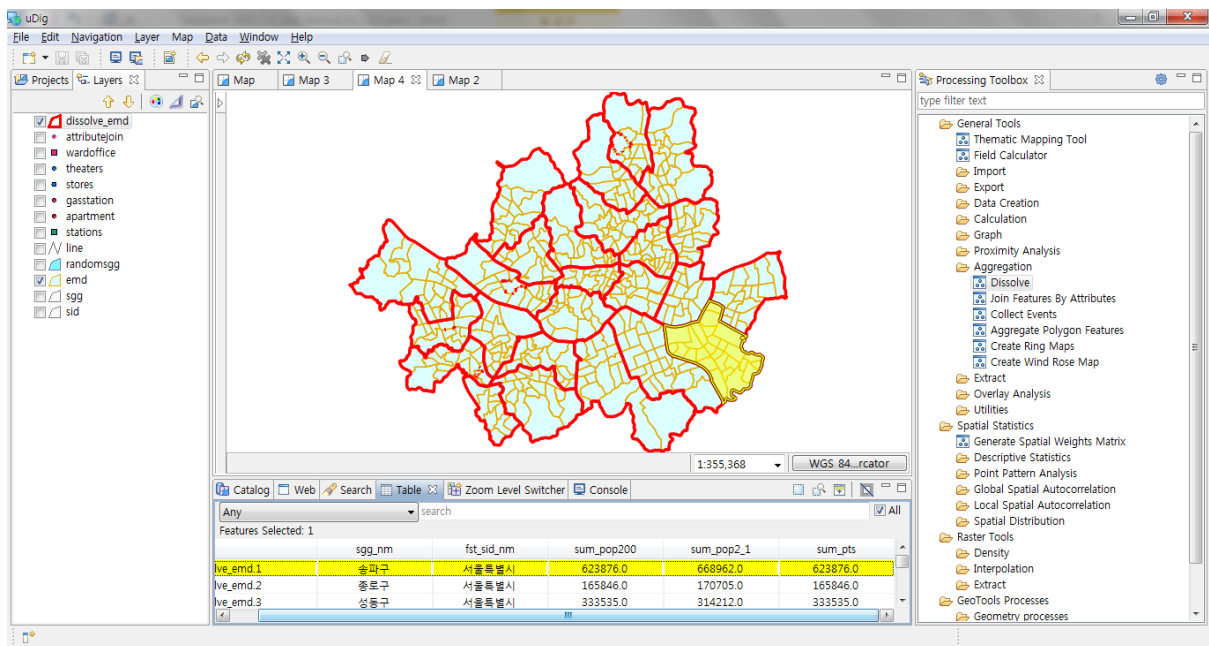 uDig
File Edit Navigation Layer Map Data Window Help
Projects Layers
dissolve_emd
attributejoin
wardoffice
theaters
stores
gasstation
apartment
stations
line
randomsgg
emd
sgg
sid
Map Map 3 Map 4 Map 2
1:355,368 WGS 84...rcator
Catalog Web Search Table Zoom Level Switcher Console
Any search All
Features Selected: 1
sgg_nm fst_sid_nm sum_pop200 sum_pop2_1 sum_pts
lve_emd.1 송파구 서울특별시 623876.0 668962.0 623876.0
lve_emd.2 종로구 서울특별시 165846.0 170705.0 165846.0
lve_emd.3 성동구 서울특별시 333535.0 314212.0 333535.0
Processing Toolbox
type filter text
General Tools
Thematic Mapping Tool
Field Calculator
Import
Export
Data Creation
Calculation
Graph
Proximity Analysis
Aggregation
Dissolve
Join Features By Attributes
Collect Events
Aggregate Polygon Features
Create Ring Maps
Create Wind Rose Map
Extract
Overlay Analysis
Utilities
Spatial Statistics
Generate Spatial Weights Matrix
Descriptive Statistics
Point Pattern Analysis
Global Spatial Autocorrelation
Local Spatial Autocorrelation
Spatial Distribution
Raster Tools
Density
Interpolation
Extract
GeoTools Processes
Geometry processes